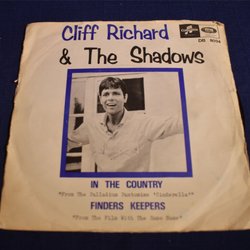 Cliff Richard
& The Shadows
IN THE COUNTRY
"From The Palladium Pantomime 'Cinderella'"
FINDERS KEEPERS
"From The Film With The Same Name"